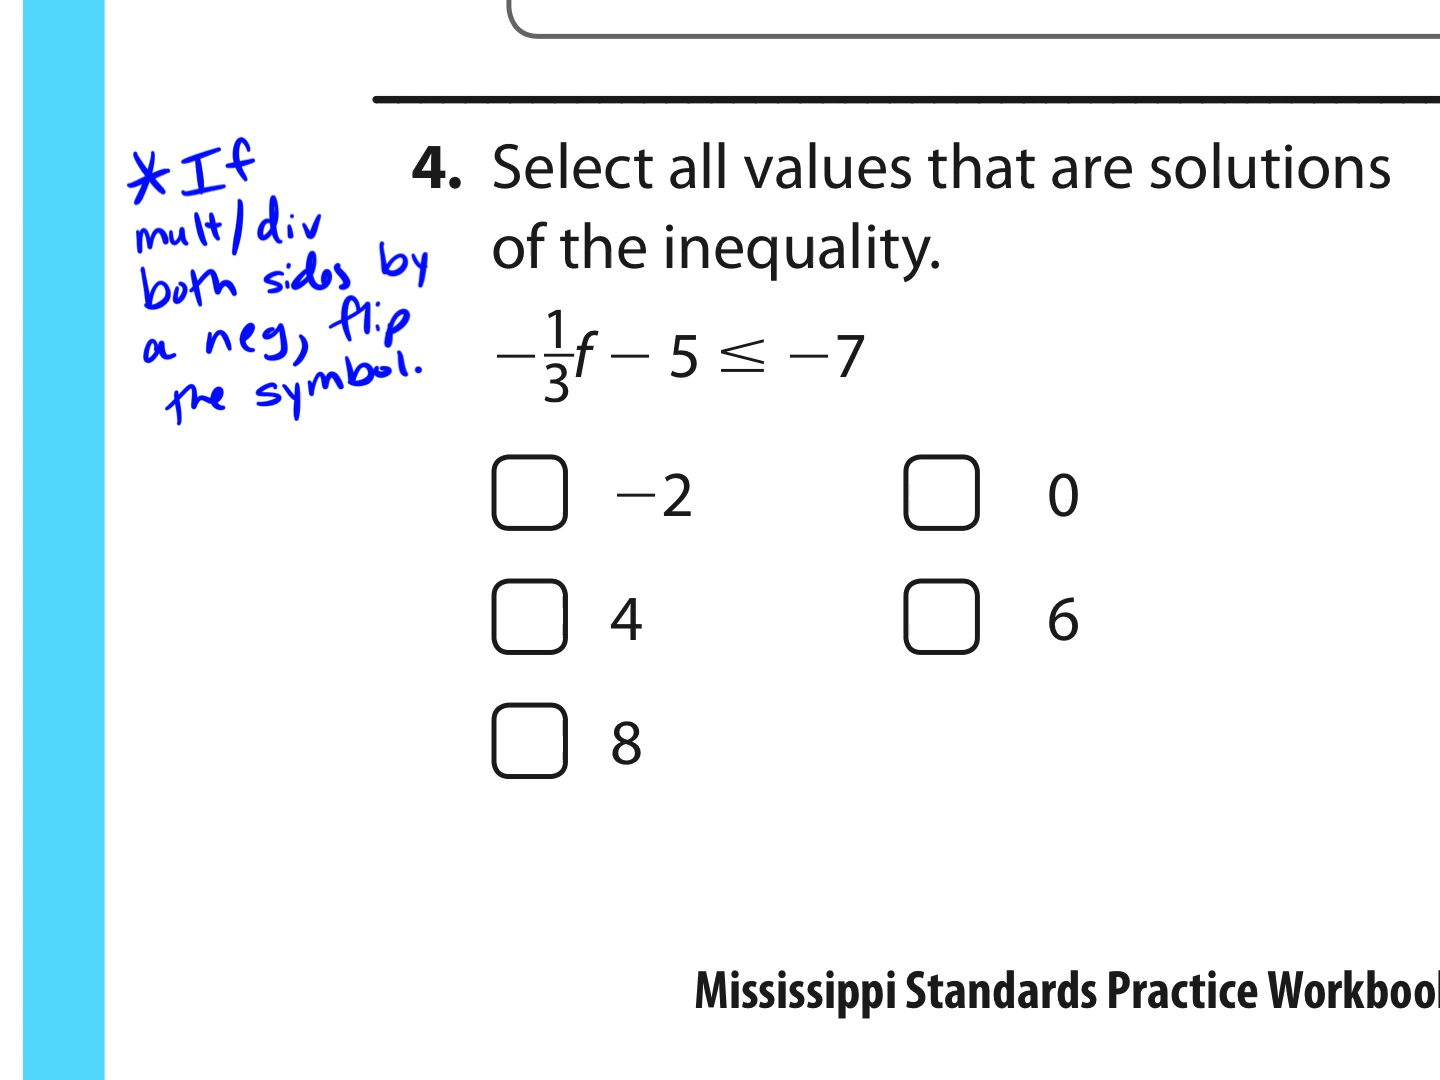 *If
mult/div
both sides by
a neg, flip
the symbol.
4. Select all values that are solutions
of the inequality.
−1/3f − 5 ≤ −7
−2 0
4 6
8
Mississippi Standards Practice Workbook